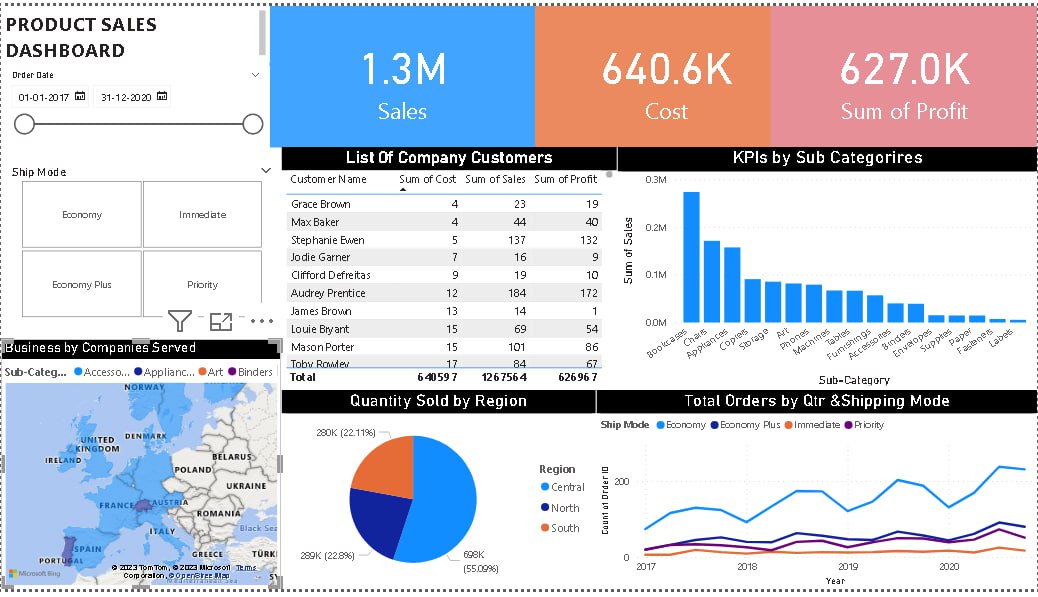 PRODUCT SALES
DASHBOARD
Order Date
01-01-2017 31-12-2020
Ship Mode
Economy Immediate
Economy Plus Priority
1.3M
Sales
640.6K
Cost
627.0K
Sum of Profit
List Of Company Customers
Customer Name Sum of Cost Sum of Sales Sum of Profit
Grace Brown 4 23 19
Max Baker 4 44 40
Stephanie Ewen 5 137 132
Jodie Garner 7 16 9
Clifford Defreitas 9 19 10
Audrey Prentice 12 184 172
James Brown 13 14 1
Louie Bryant 15 69 54
Mason Porter 15 101 86
Toby Rowley 17 84 67
Total 640597 1267564 626967
KPIs by Sub Categorires
Sum of Sales
0.3M
0.2M
0.1M
0.0M
Bookcases
Chairs
Appliances
Copiers
Storage
Art
Phones
Machines
Tables
Furnishings
Accessories
Binders
Envelopes
Supplies
Paper
Fasteners
Labels
Sub-Category
Business by Companies Served
Sub-Categ... Accesso... Applianc... Art Binders
NORWAY
UNITED
KINGDOM
DENMARK
IRELAND
BELARUS
POLAND
UKRAINE
FRANCE
AUSTRIA
ROMANIA
ITALY
Black Sea
SPAIN
PORTUGAL
GREECE
TÜRK
Microsoft Bing
© 2023 TomTom, © 2023 Microsoft Terms
Corporation, © OpenStreetMap
Mediterranean Sea
Quantity Sold by Region
280K (22.11%)
289K (22.8%)
698K
(55.09%)
Region
Central
North
South
Total Orders by Qtr &Shipping Mode
Ship Mode Economy Economy Plus Immediate Priority
Count of Order ID
200
0
2017 2018 2019 2020
Year